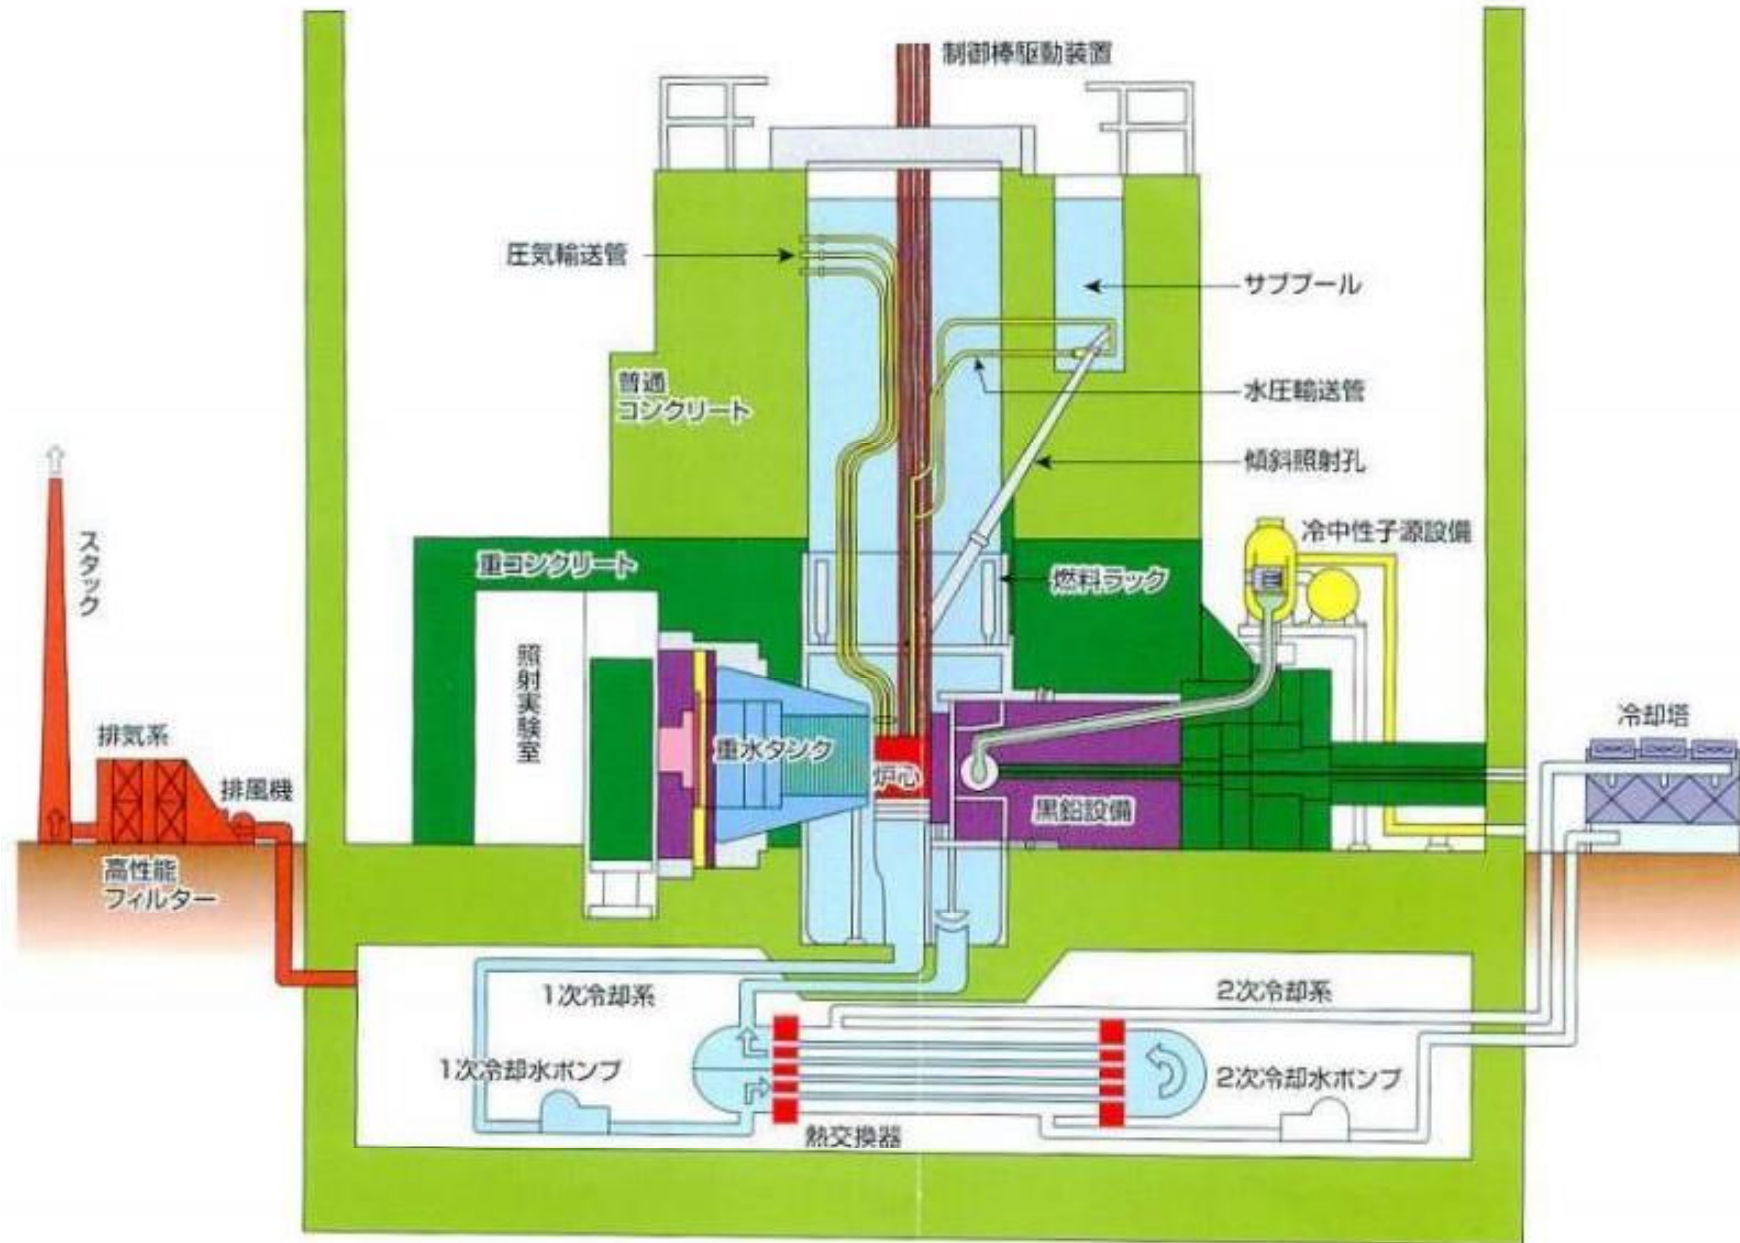 制御棒駆動装置
圧気輸送管
サブプール
普通
コンクリート
水圧輸送管
傾斜照射孔
スタック
重コンクリート
燃料ラック
冷中性子源設備
照射実験室
排気系
排風機
重水タンク
炉心
黒鉛設備
冷却塔
高性能
フィルター
1次冷却系
2次冷却系
1次冷却水ポンプ
2次冷却水ポンプ
熱交換器